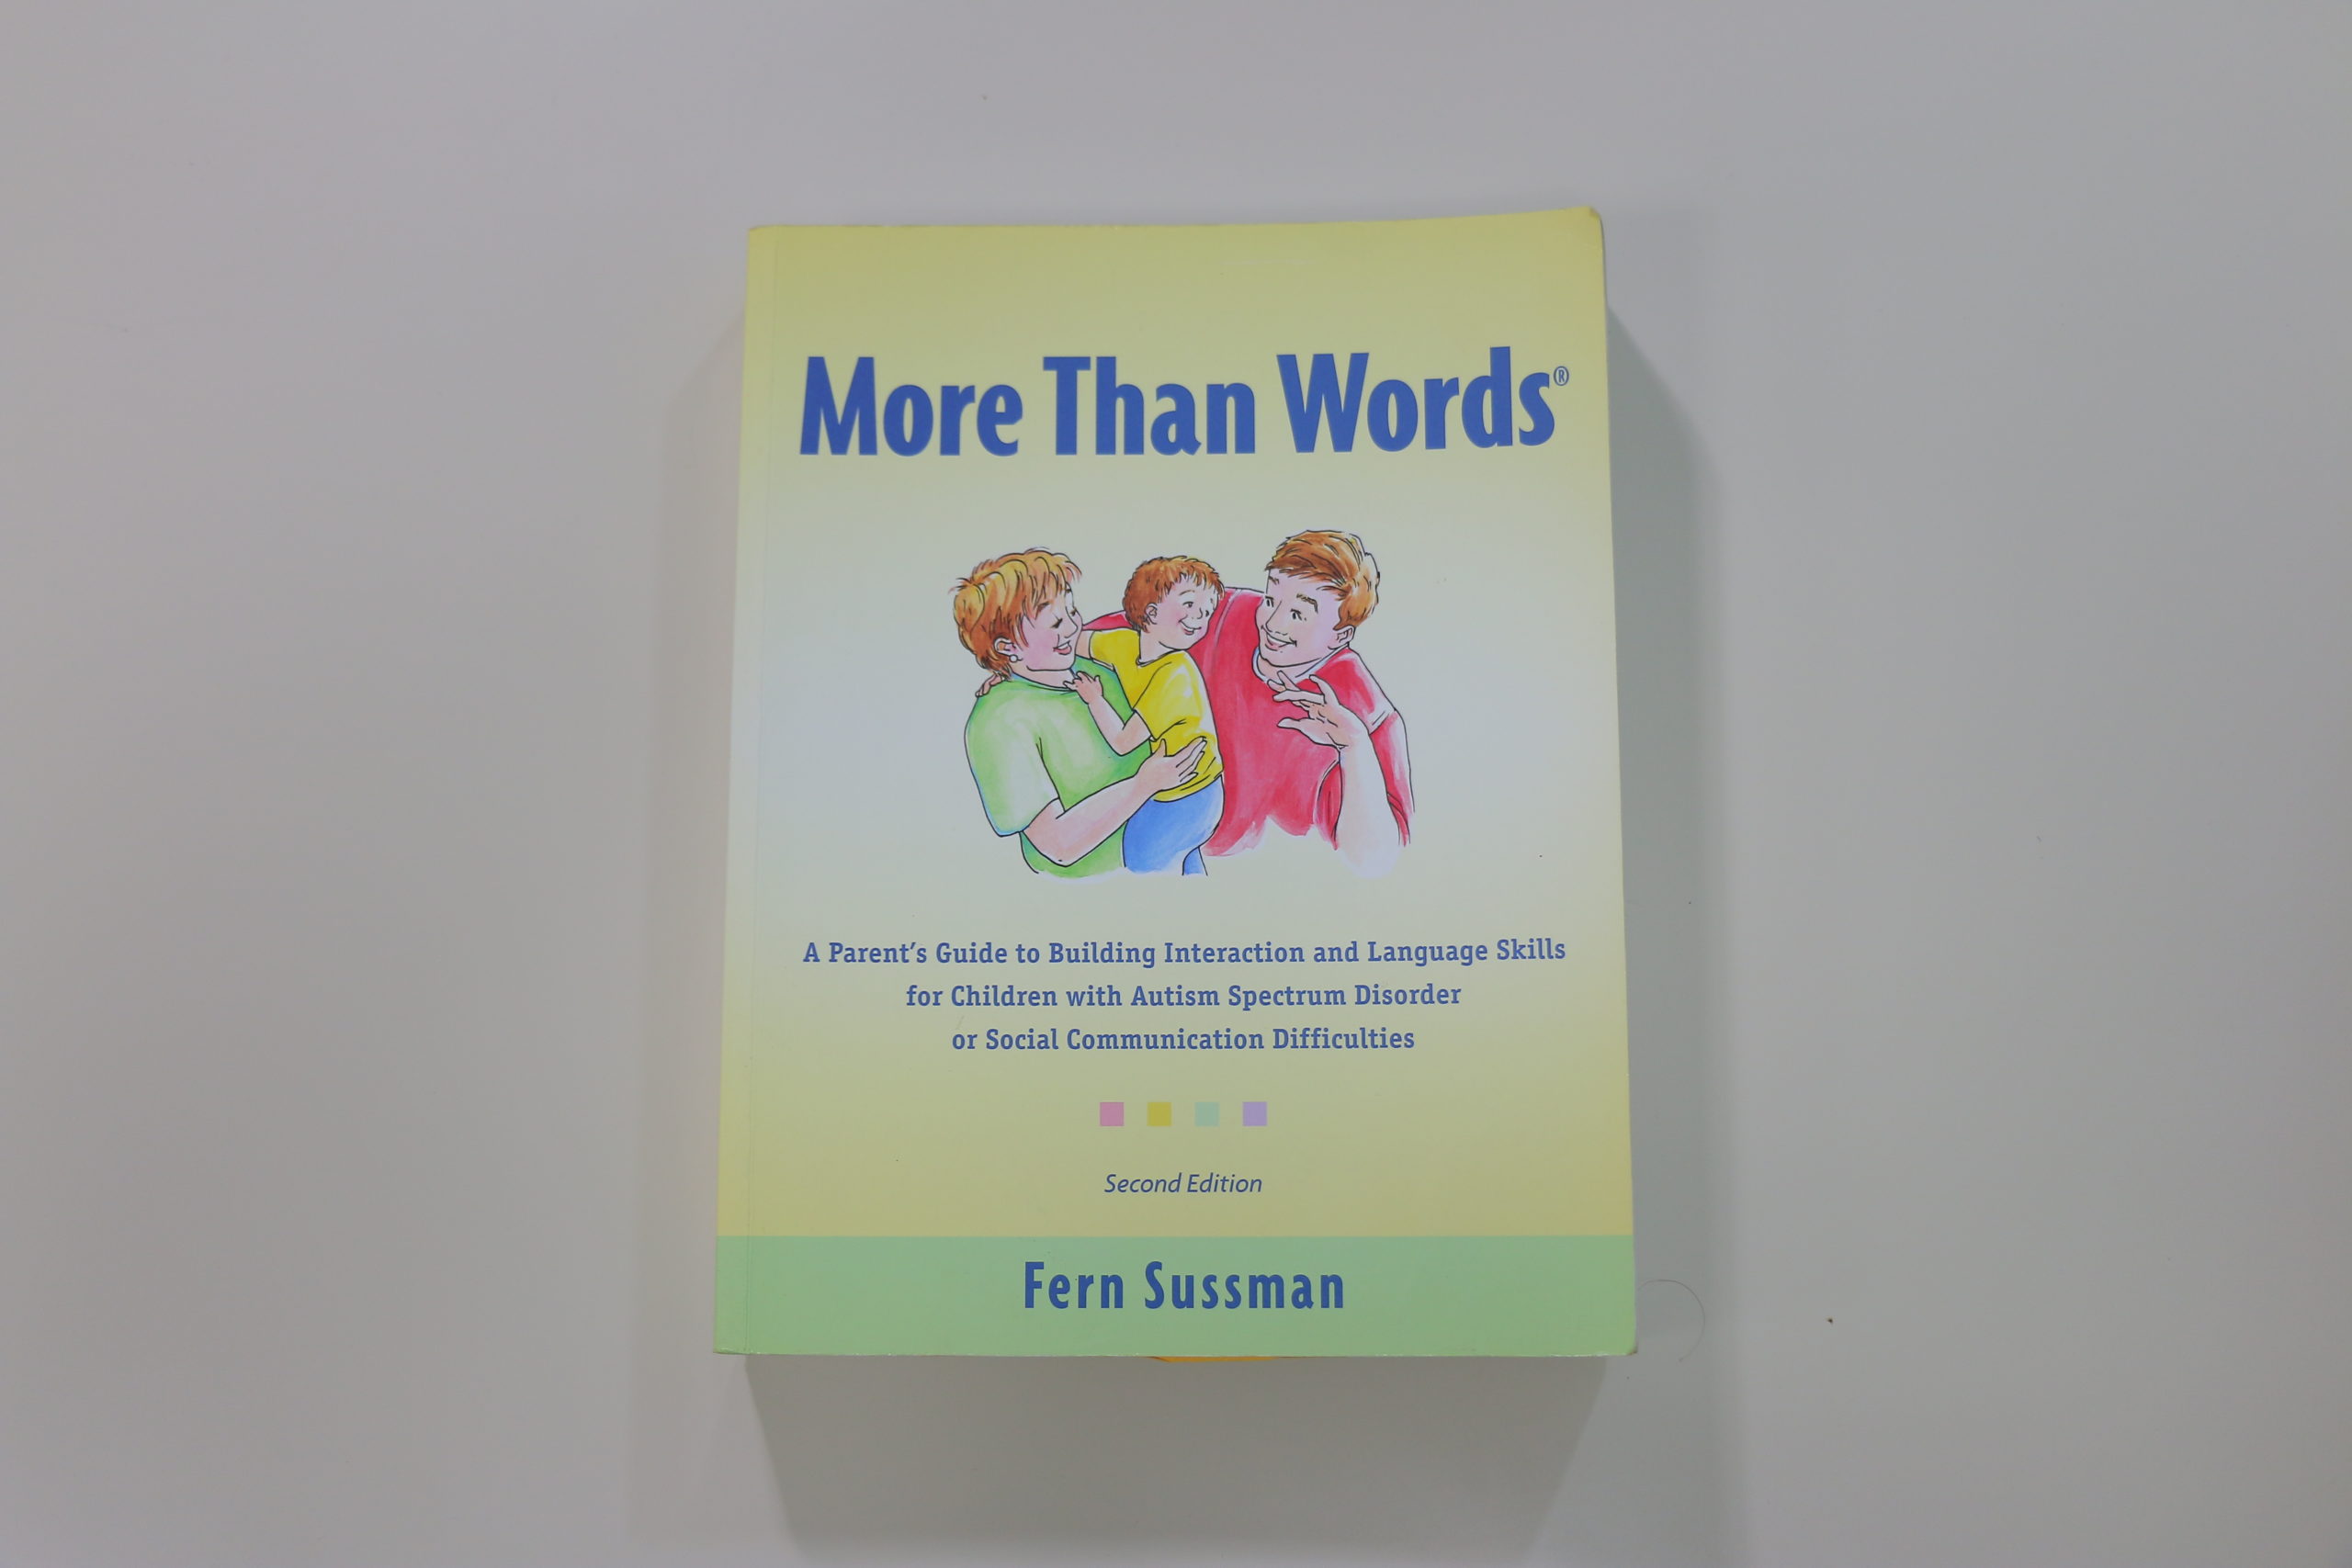 More Than Words®
A Parent’s Guide to Building Interaction and Language Skills
for Children with Autism Spectrum Disorder
or Social Communication Difficulties
Second Edition
Fern Sussman